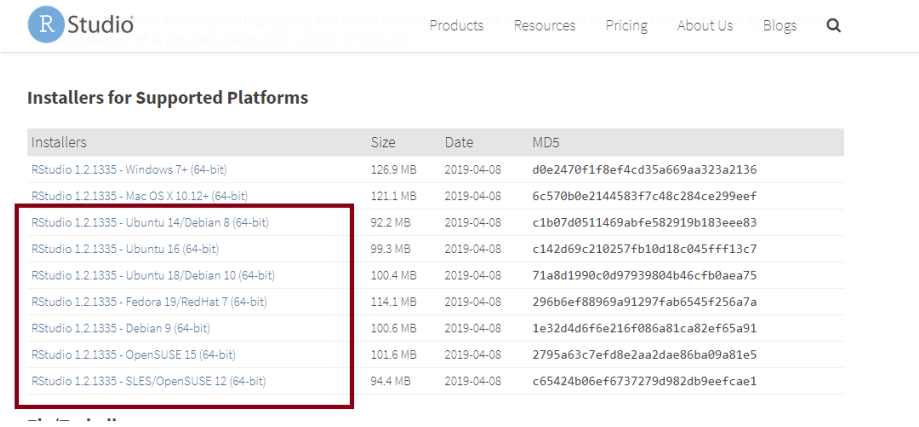 R Studio Products Resources Pricing About Us Blogs
Installers for Supported Platforms
Installers Size Date MD5
RStudio 1.2.1335 - Windows 7+ (64-bit) 126.9 MB 2019-04-08 d0e2470f1f8ef4cd35a669aa323a2136
RStudio 1.2.1335 - Mac OS X 10.12+ (64-bit) 121.1 MB 2019-04-08 6c570b0e2144583f7c48c284ce299eef
RStudio 1.2.1335 - Ubuntu 14/Debian 8 (64-bit) 92.2 MB 2019-04-08 c1b07d0511469abfe582919b183eee83
RStudio 1.2.1335 - Ubuntu 16 (64-bit) 99.3 MB 2019-04-08 c142d69c210257fb10d18c045fff13c7
RStudio 1.2.1335 - Ubuntu 18/Debian 10 (64-bit) 100.4 MB 2019-04-08 71a8d1990c0d97939804b46cfb0aea75
RStudio 1.2.1335 - Fedora 19/RedHat 7 (64-bit) 114.1 MB 2019-04-08 296b6ef88969a91297fab6545f256a7a
RStudio 1.2.1335 - Debian 9 (64-bit) 100.6 MB 2019-04-08 1e32d4d6f6e216f086a81ca82ef65a91
RStudio 1.2.1335 - OpenSUSE 15 (64-bit) 101.6 MB 2019-04-08 2795a63c7efd8e2aa2dae86ba09a81e5
RStudio 1.2.1335 - SLES/OpenSUSE 12 (64-bit) 94.4 MB 2019-04-08 c65424b06ef6737279d982db9eefcae1